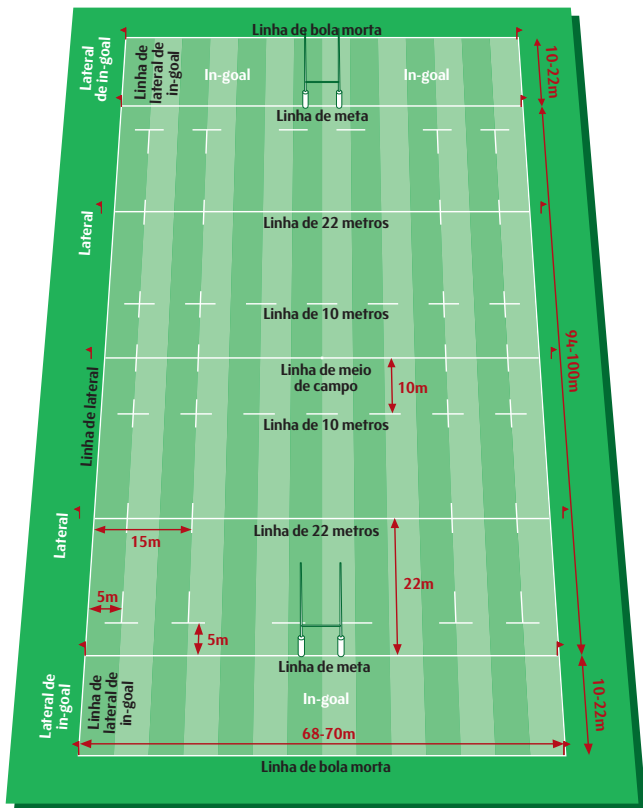 Linha de bola morta
Lateral
de in-goal
Linha de
lateral de
in-goal
In-goal
In-goal
10-22m
Linha de meta
Lateral
Linha de 22 metros
Linha de 10 metros
94-100m
Linha de meio
de campo
10m
Linha de lateral
Linha de 10 metros
Lateral
Linha de 22 metros
15m
22m
5m
5m
Linha de meta
Lateral de
in-goal
Linha de
lateral de
in-goal
In-goal
10-22m
68-70m
Linha de bola morta